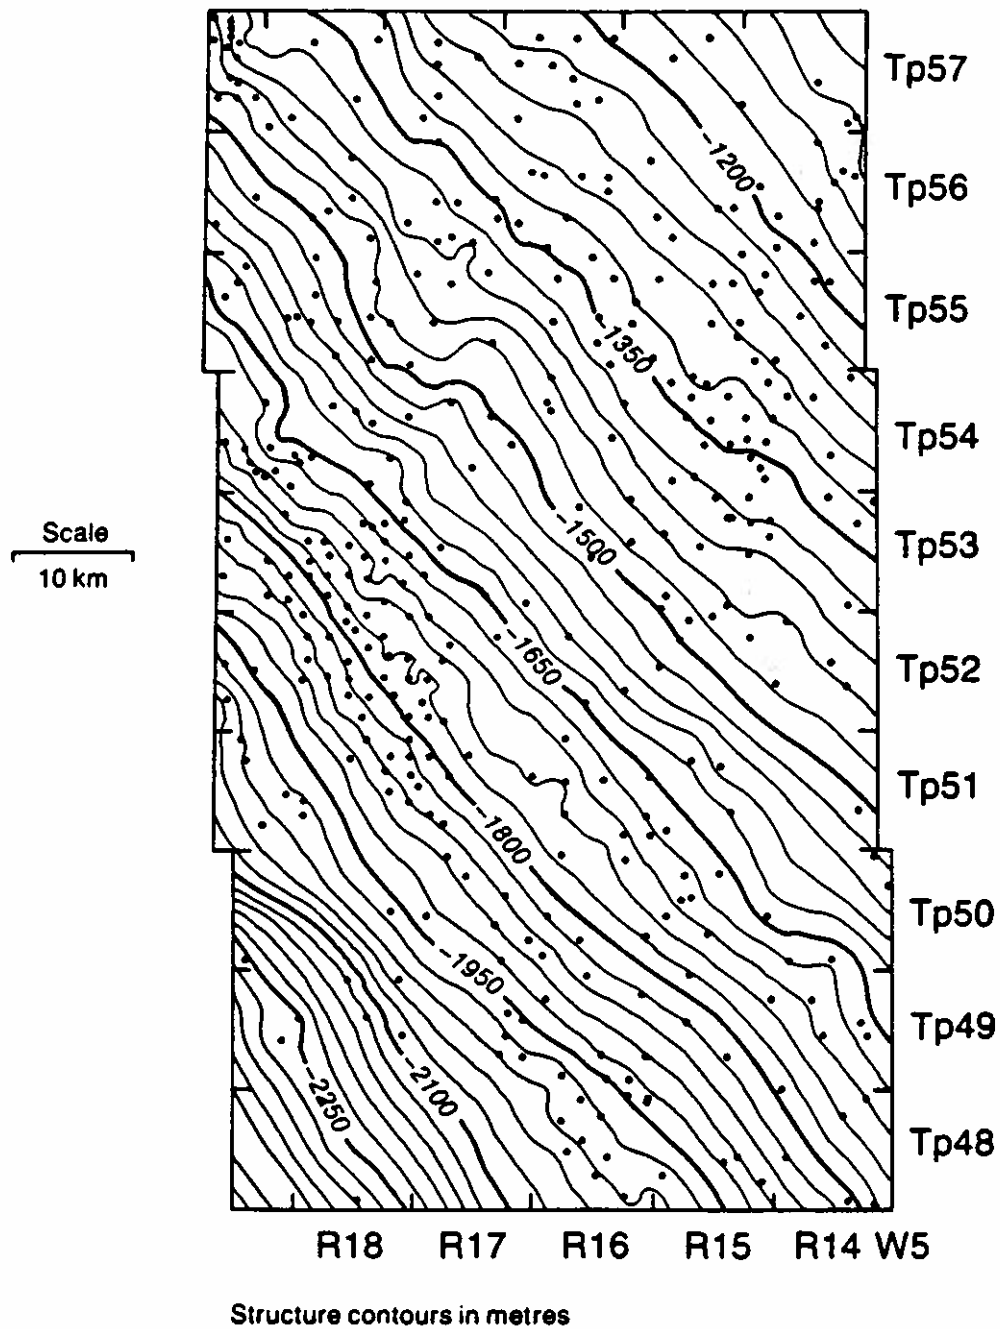 Tp57
-1200
Tp56
Tp55
-1350
Tp54
Scale
10 km
-1500
Tp53
-1650
Tp52
Tp51
-1800
Tp50
-1950
Tp49
-2100
-2250
Tp48
R18 R17 R16 R15 R14 W5
Structure contours in metres